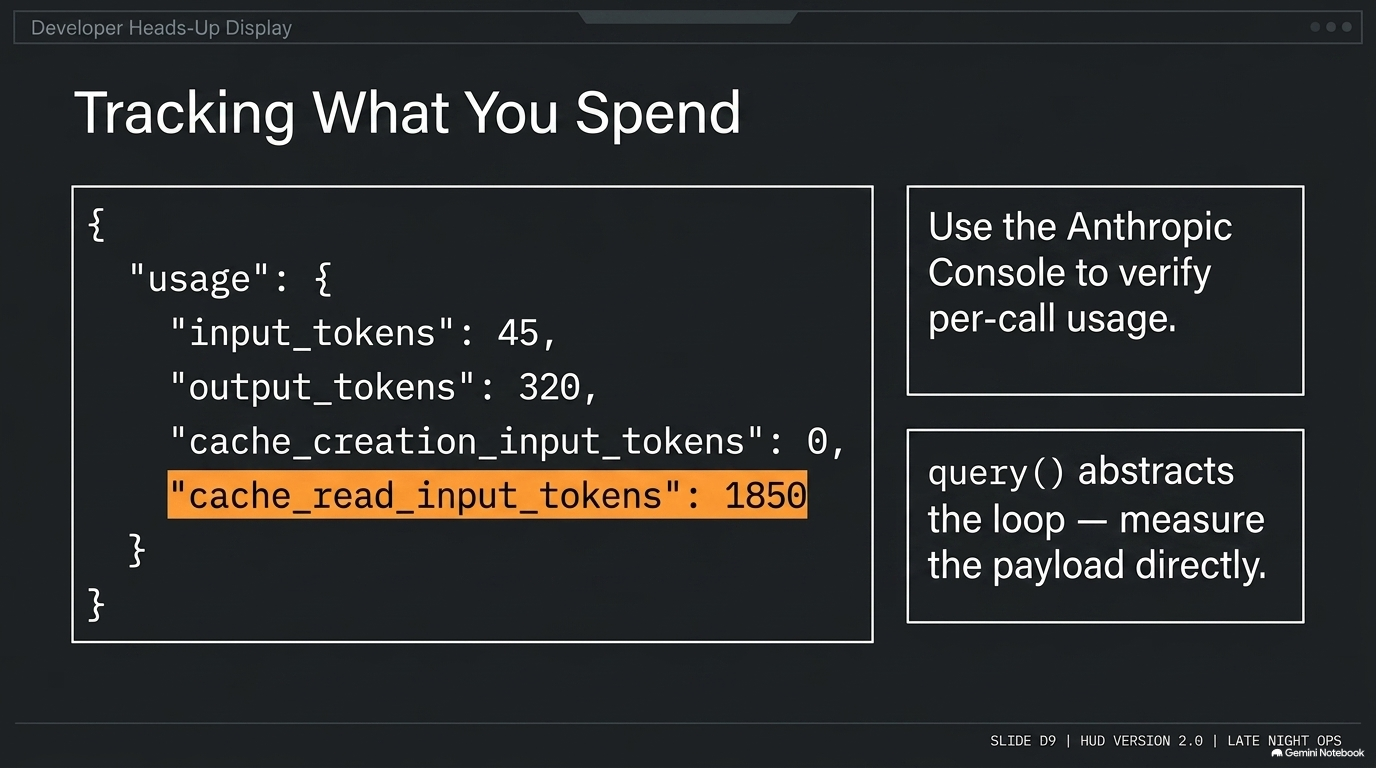 Developer Heads-Up Display
Tracking What You Spend
{
"usage": {
"input_tokens": 45,
"output_tokens": 320,
"cache_creation_input_tokens": 0,
"cache_read_input_tokens": 1850
}
}
Use the Anthropic
Console to verify
per-call usage.
query() abstracts
the loop — measure
the payload directly.
SLIDE D9 | HUD VERSION 2.0 | LATE NIGHT OPS
Gemini Notebook